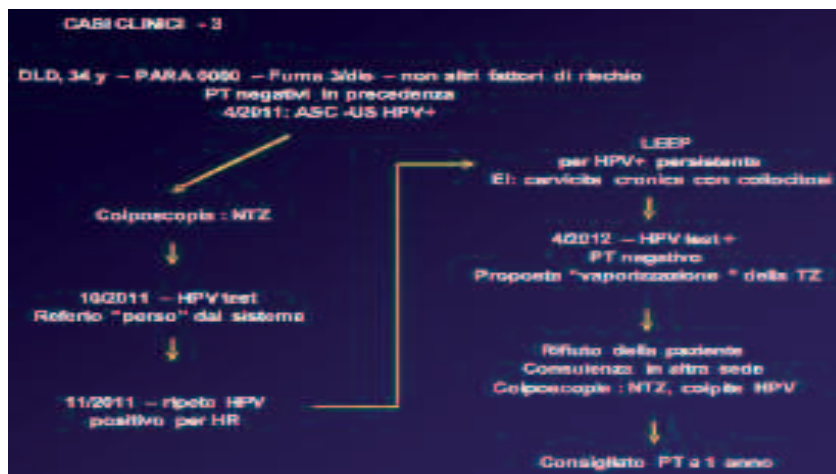 CASI CLINICI - 3
DLD, 34 y – PARA 0000 – Fuma 3/die – non altri fattori di rischio
PT negativi in precedenza
4/2011: ASC-US HPV+
Colposcopia : NTZ
10/2011 – HPV test
Referto "perso" dal sistema
11/2011 – ripete HPV
positivo per HR
LEEP
per HPV+ persistente
EI: cervicite cronica con coilocitosi
4/2012 – HPV test +
PT negativo
Proposta "vaporizzazione" della TZ
Rifiuto della paziente
Consulenza in altra sede
Colposcopia : NTZ, colpite HPV
Consigliato PT a 1 anno